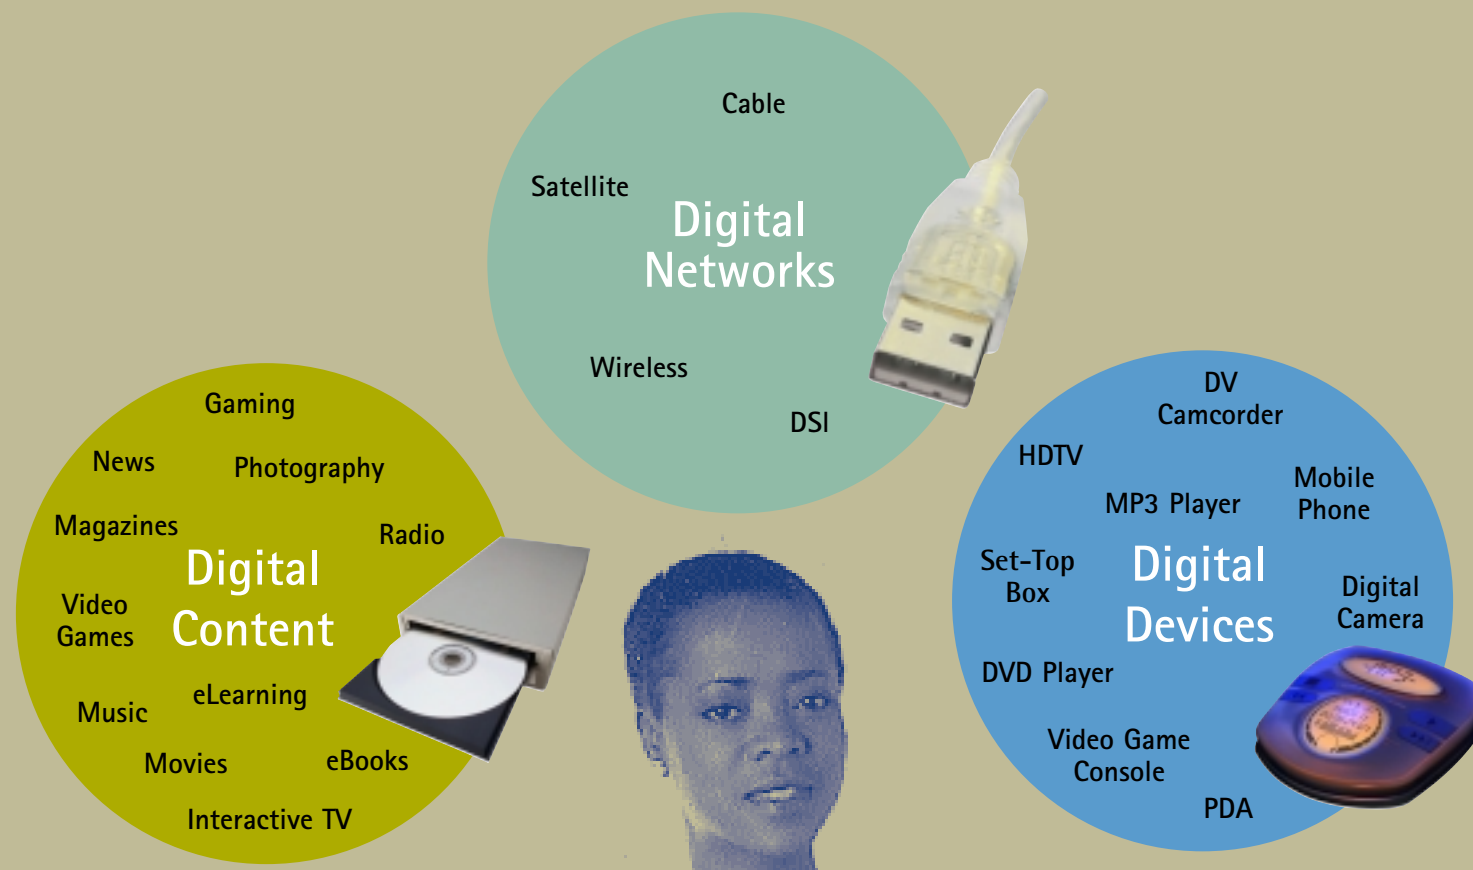 Cable
Satellite
Digital
Networks
Wireless
DSl
Gaming
News
Photography
Magazines
Radio
Digital
Content
Video
Games
eLearning
Music
Movies
eBooks
Interactive TV
DV
Camcorder
HDTV
Mobile
Phone
MP3 Player
Set-Top
Box
Digital
Devices
Digital
Camera
DVD Player
Video Game
Console
PDA